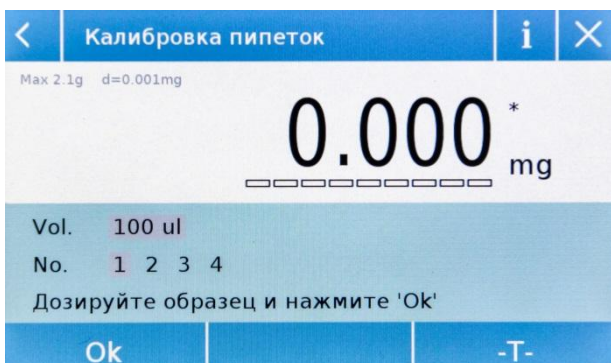 < Калибровка пипеток i X
Max 2.1g d=0.001mg
0.000 * mg
Vol. 100 ul
No. 1 2 3 4
Дозируйте образец и нажмите 'Ok'
Ok -T-